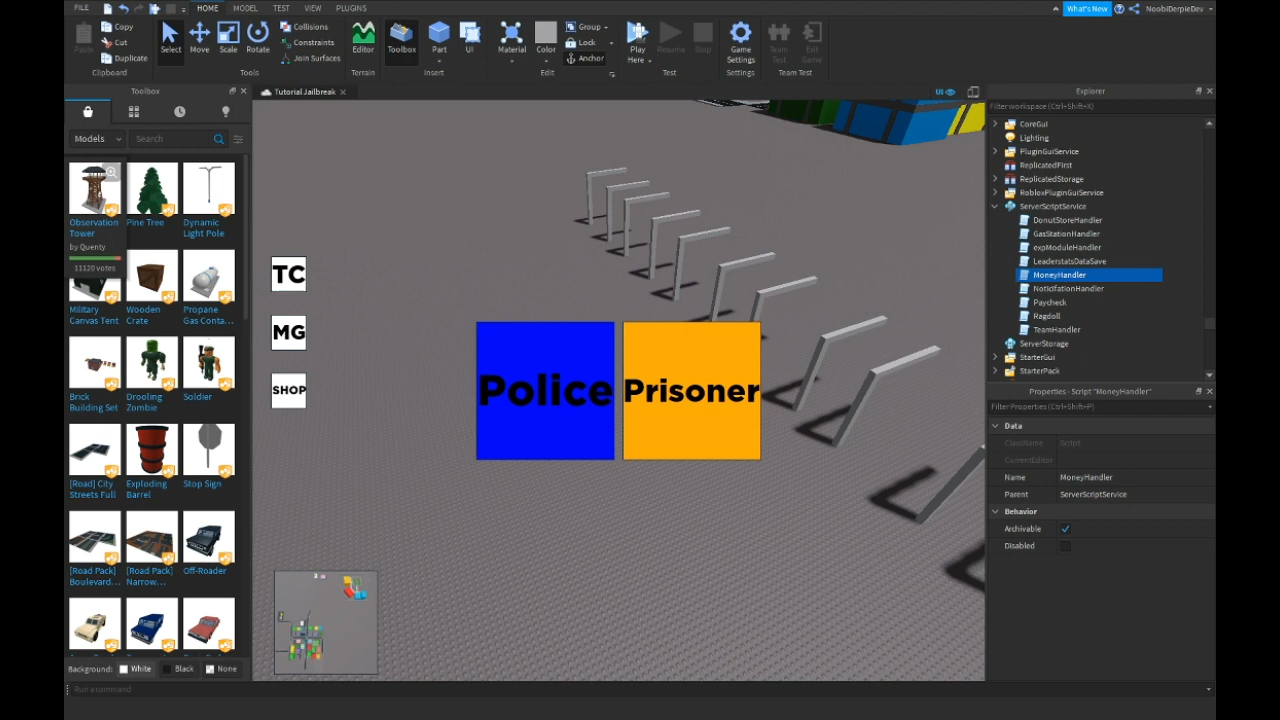 FILE HOME MODEL TEST VIEW PLUGINS What's New NoobiDerpieDev
Copy
Cut
Duplicate
Paste
Clipboard
Select Move Scale Rotate
Collisions
Constraints
Join Surfaces
Tools
Editor
Terrain
Toolbox Part UI
Insert
Material Color
Group
Lock
Anchor
Edit
Play Here Resume Stop
Test
Game Settings
Settings
Team Test Exit Game
Team Test
Toolbox
Tutorial Jailbreak
UI
Explorer
Filter workspace (Ctrl+Shift+X)
Models Search
Observation Tower
by Quenty
11120 votes
Pine Tree
Dynamic Light Pole
Military Canvas Tent
Wooden Crate
Propane Gas Conta...
Brick Building Set
Drooling Zombie
Soldier
[Road] City Streets Full
Exploding Barrel
Stop Sign
[Road Pack] Boulevard...
[Road Pack] Narrow...
Off-Roader
Background: White Black None
Run a command
TC
MG
SHOP
Police
Prisoner
CoreGui
Lighting
PluginGuiService
ReplicatedFirst
ReplicatedStorage
RobloxPluginGuiService
ServerScriptService
DonutStoreHandler
GasStationHandler
expModuleHandler
LeaderstatsDataSave
MoneyHandler
NoticifationHandler
Paycheck
Ragdoll
TeamHandler
ServerStorage
StarterGui
StarterPack
Properties - Script "MoneyHandler"
Filter Properties (Ctrl+Shift+P)
Data
ClassName Script
CurrentEditor
Name MoneyHandler
Parent ServerScriptService
Behavior
Archivable
Disabled